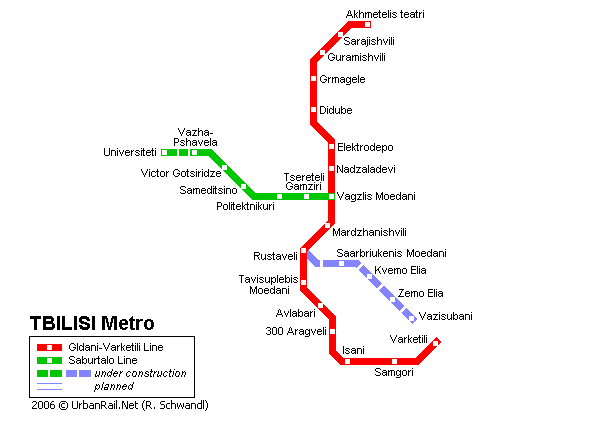 Akhmetelis teatri
Sarajishvili
Guramishvili
Grmagele
Didube
Vazha-
Pshavela
Elektrodepo
Universiteti
Victor Gotsiridze
Nadzaladevi
Tsereteli
Gamziri
Sameditsino
Vagzlis Moedani
Politektnikuri
Mardzhanishvili
Rustaveli
Saarbriukenis Moedani
Kvemo Elia
Tavisuplebis
Moedani
Zemo Elia
Avlabari
Vazisubani
300 Aragveli
Varketili
Isani
Samgori
TBILISI Metro
Gldani-Varketili Line
Saburtalo Line
under construction
planned
2006 © UrbanRail.Net (R. Schwandl)